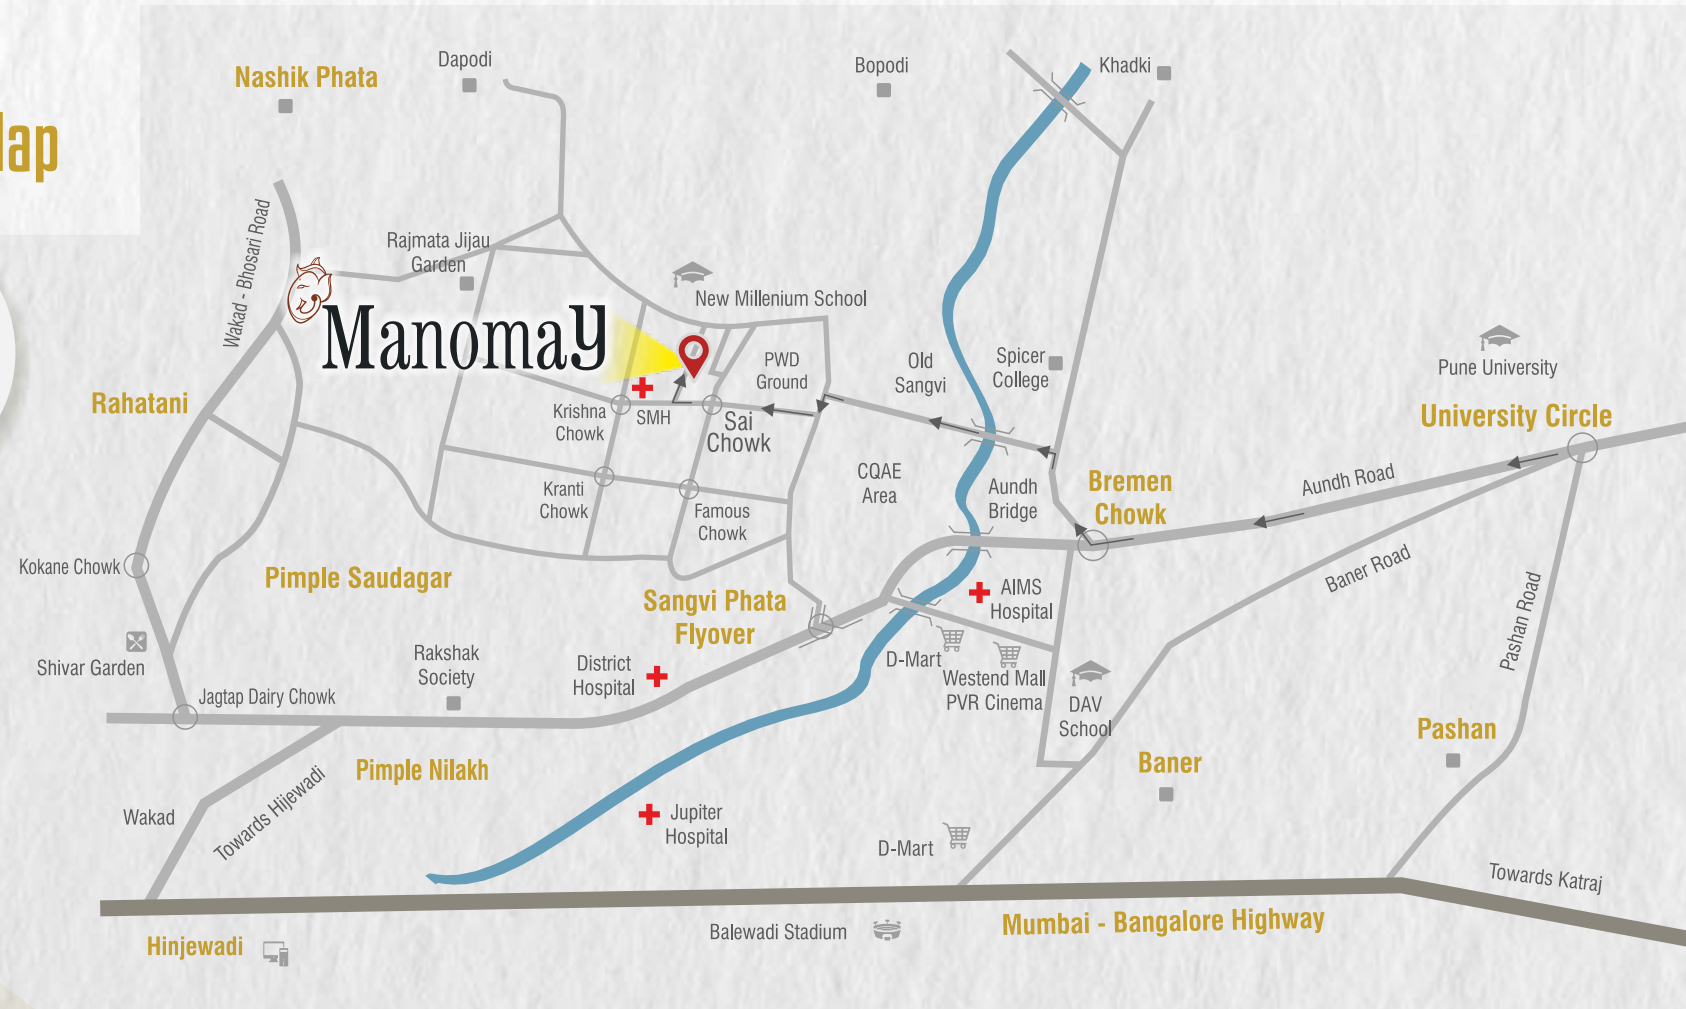 Nashik Phata
Dapodi
Bopodi
Khadki
Wakad - Bhosari Road
Rajmata Jijau
Garden
New Millenium School
Manomay
PWD
Ground
Old
Sangvi
Spicer
College
Pune University
Rahatani
University Circle
Krishna
Chowk
SMH
Sai
Chowk
CQAE
Area
Aundh
Bridge
Bremen
Chowk
Aundh Road
Kranti
Chowk
Famous
Chowk
Kokane Chowk
Pimple Saudagar
Baner Road
Pashan Road
Sangvi Phata
Flyover
AIMS
Hospital
Shivar Garden
Rakshak
Society
District
Hospital
D-Mart
Westend Mall
PVR Cinema
DAV
School
Jagtap Dairy Chowk
Pashan
Pimple Nilakh
Baner
Wakad
Towards Hijewadi
Jupiter
Hospital
D-Mart
Towards Katraj
Mumbai - Bangalore Highway
Balewadi Stadium
Hinjewadi